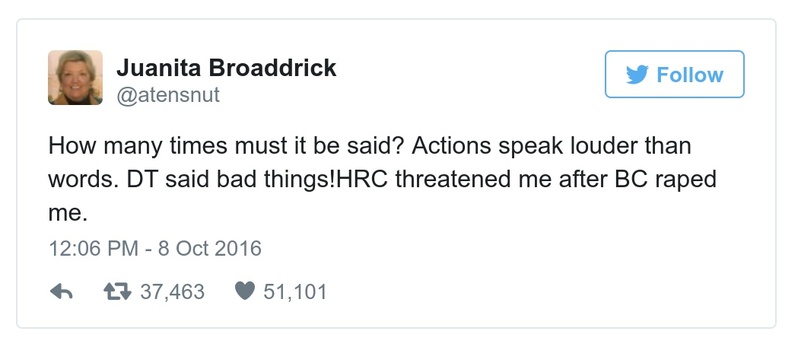 Juanita Broaddrick
@atensnut
Follow
How many times must it be said? Actions speak louder than
words. DT said bad things!HRC threatened me after BC raped
me.
12:06 PM - 8 Oct 2016
37,463 51,101